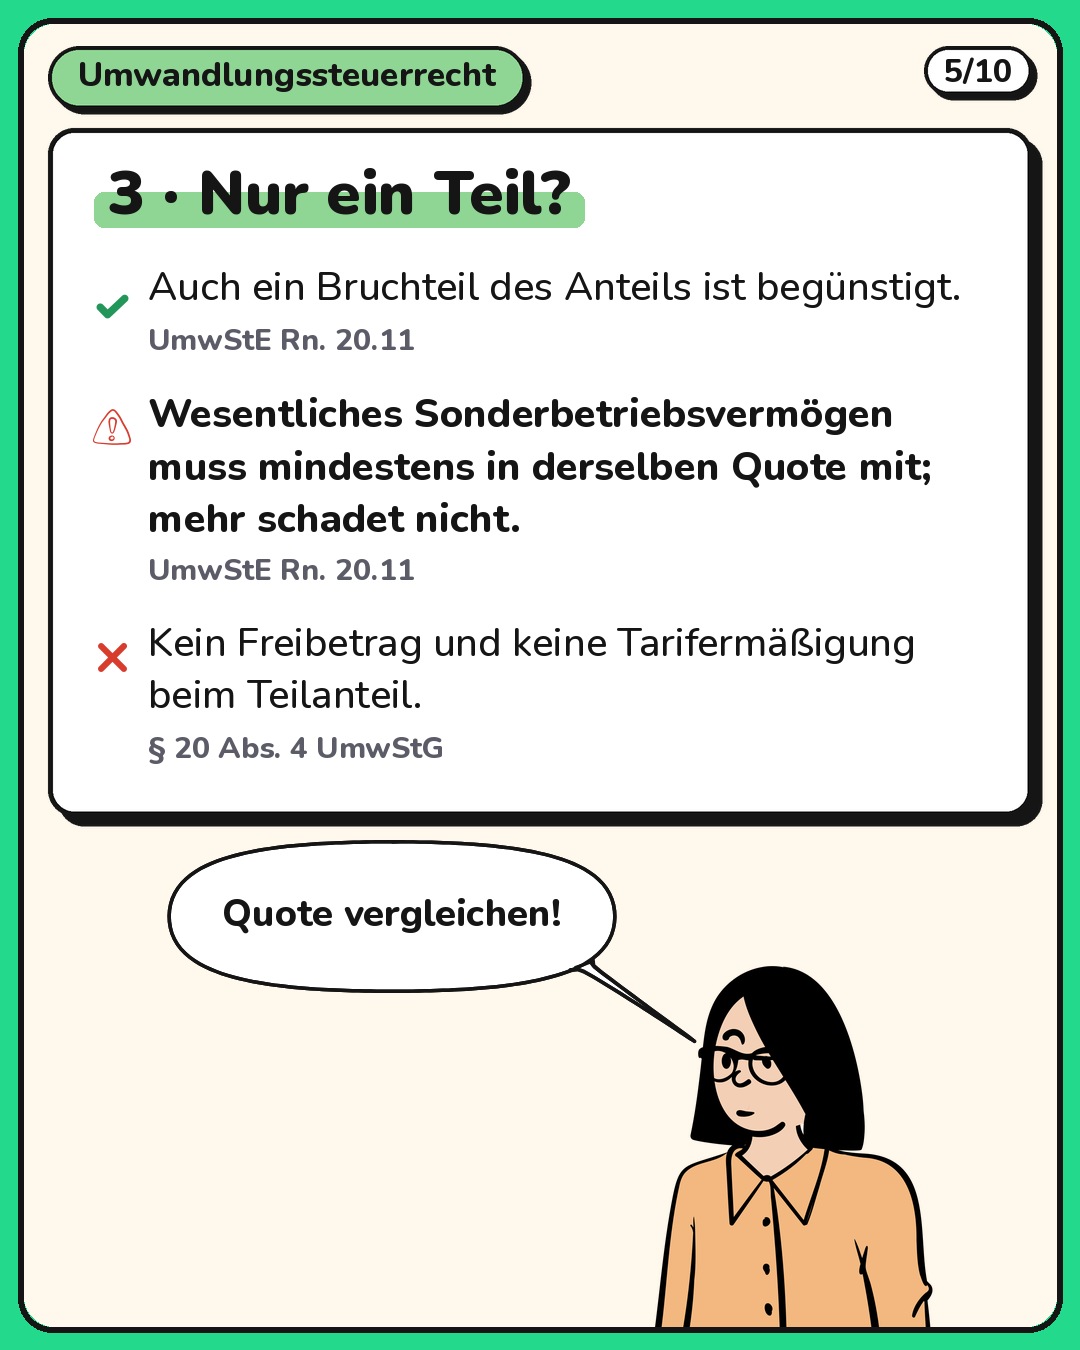 Umwandlungssteuerrecht
5/10
3 · Nur ein Teil?
Auch ein Bruchteil des Anteils ist begünstigt.
UmwStE Rn. 20.11
Wesentliches Sonderbetriebsvermögen
muss mindestens in derselben Quote mit;
mehr schadet nicht.
UmwStE Rn. 20.11
Kein Freibetrag und keine Tarifermäßigung
beim Teilanteil.
§ 20 Abs. 4 UmwStG
Quote vergleichen!